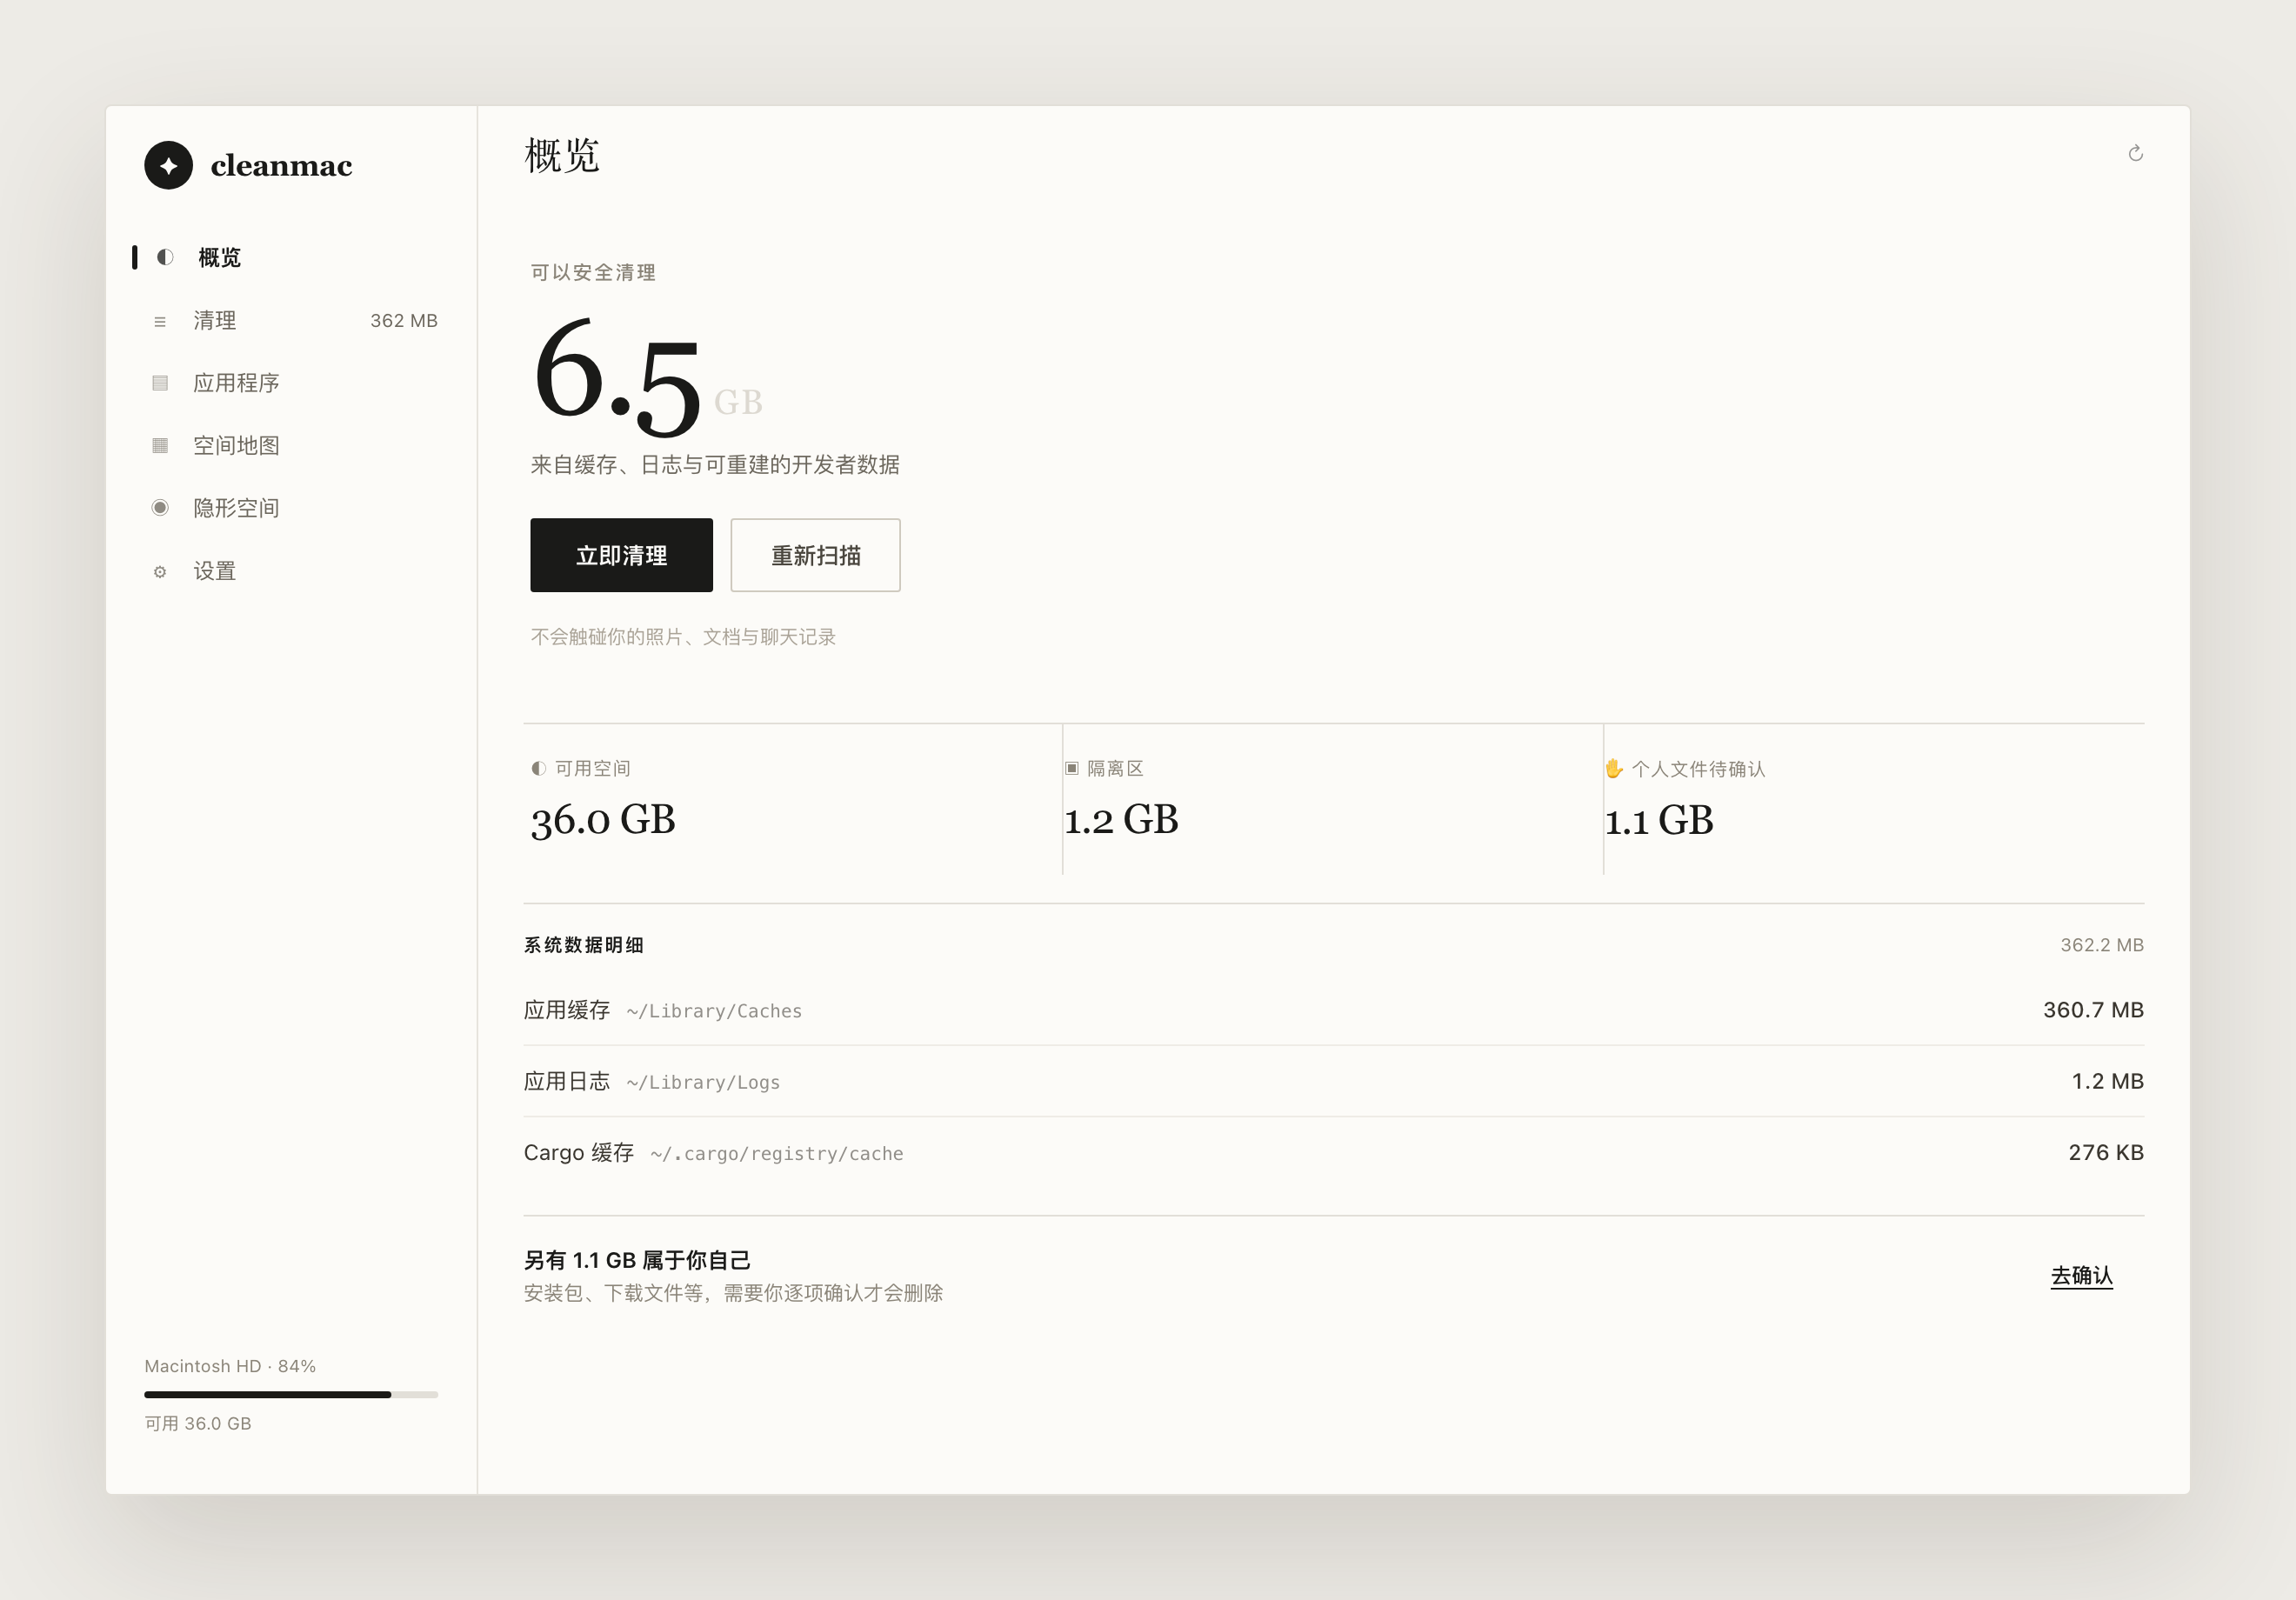 cleanmac
概览
清理 362 MB
应用程序
空间地图
隐形空间
设置
Macintosh HD · 84%
可用 36.0 GB
概览
可以安全清理
6.5 GB
来自缓存、日志与可重建的开发者数据
立即清理 重新扫描
不会触碰你的照片、文档与聊天记录
可用空间
36.0 GB
隔离区
1.2 GB
个人文件待确认
1.1 GB
系统数据明细 362.2 MB
应用缓存 ~/Library/Caches 360.7 MB
应用日志 ~/Library/Logs 1.2 MB
Cargo 缓存 ~/.cargo/registry/cache 276 KB
另有 1.1 GB 属于你自己
安装包、下载文件等，需要你逐项确认才会删除
去确认